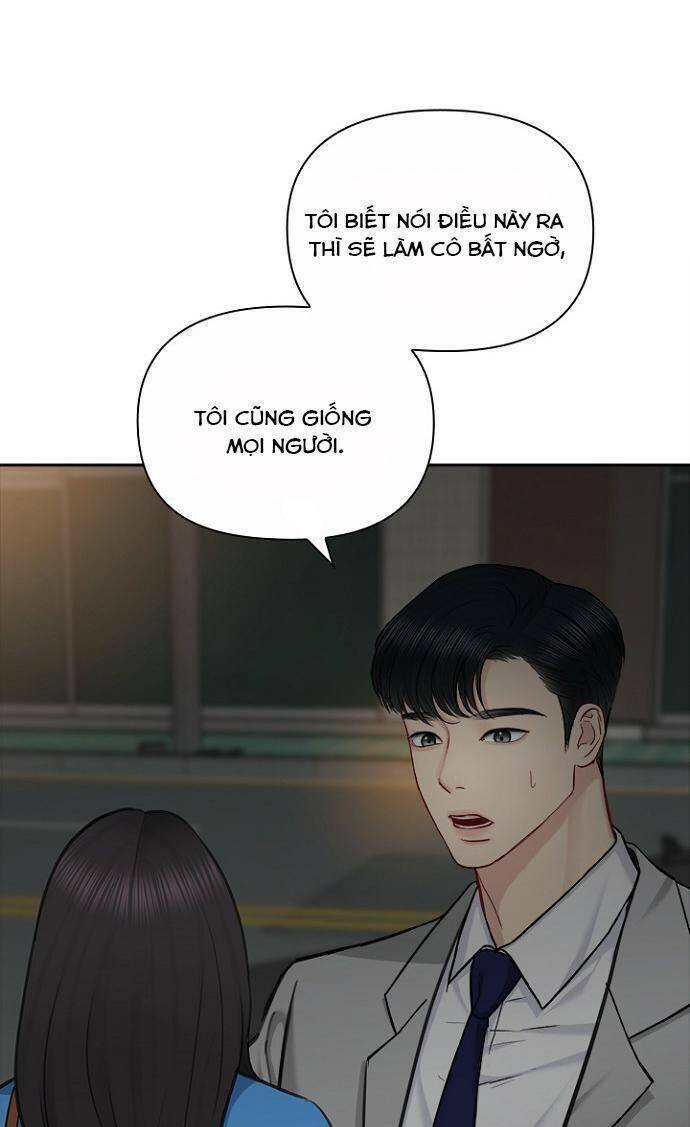 TÔI BIẾT NÓI ĐIỀU NÀY RA
THÌ SẼ LÀM CÔ BẤT NGỜ,
TÔI CŨNG GIỐNG
MỌI NGƯỜI.